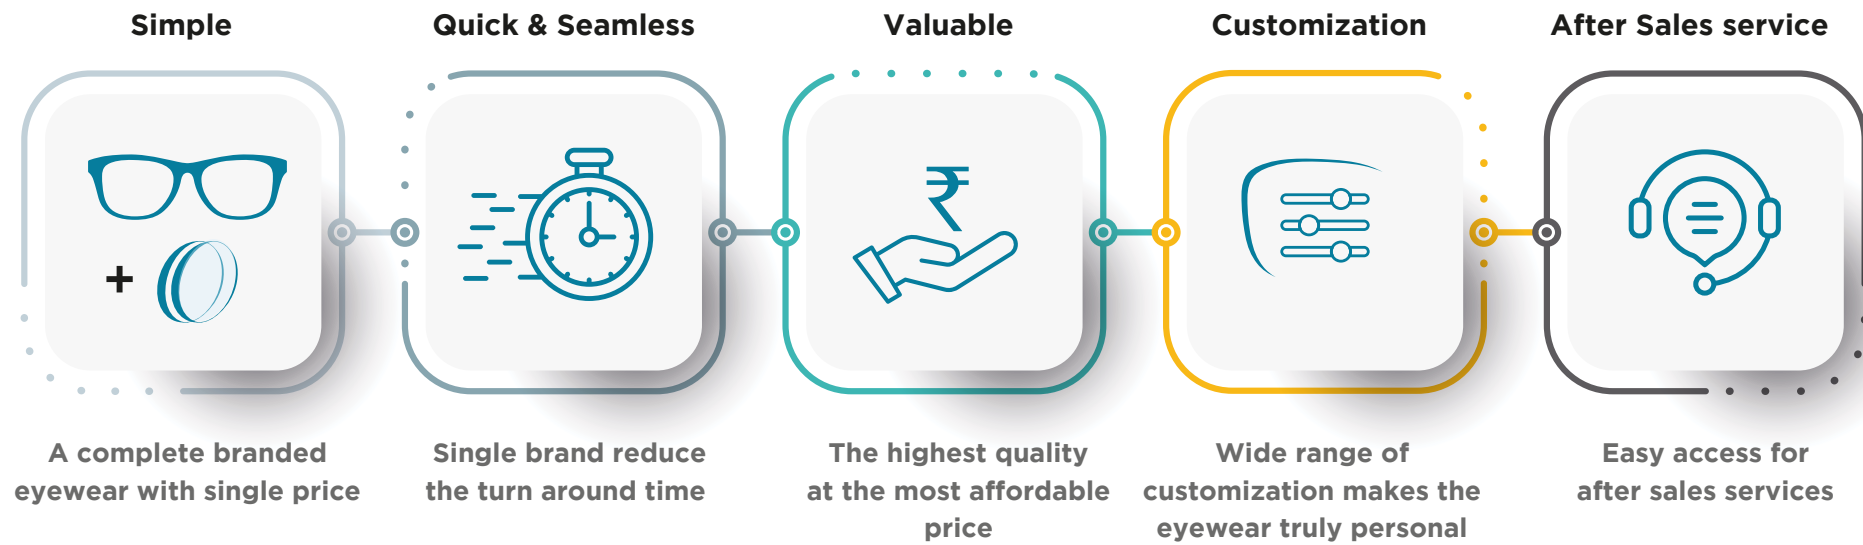 Simple
A complete branded
eyewear with single price
Quick & Seamless
Single brand reduce
the turn around time
Valuable
₹
The highest quality
at the most affordable
price
Customization
Wide range of
customization makes the
eyewear truly personal
After Sales service
Easy access for
after sales services